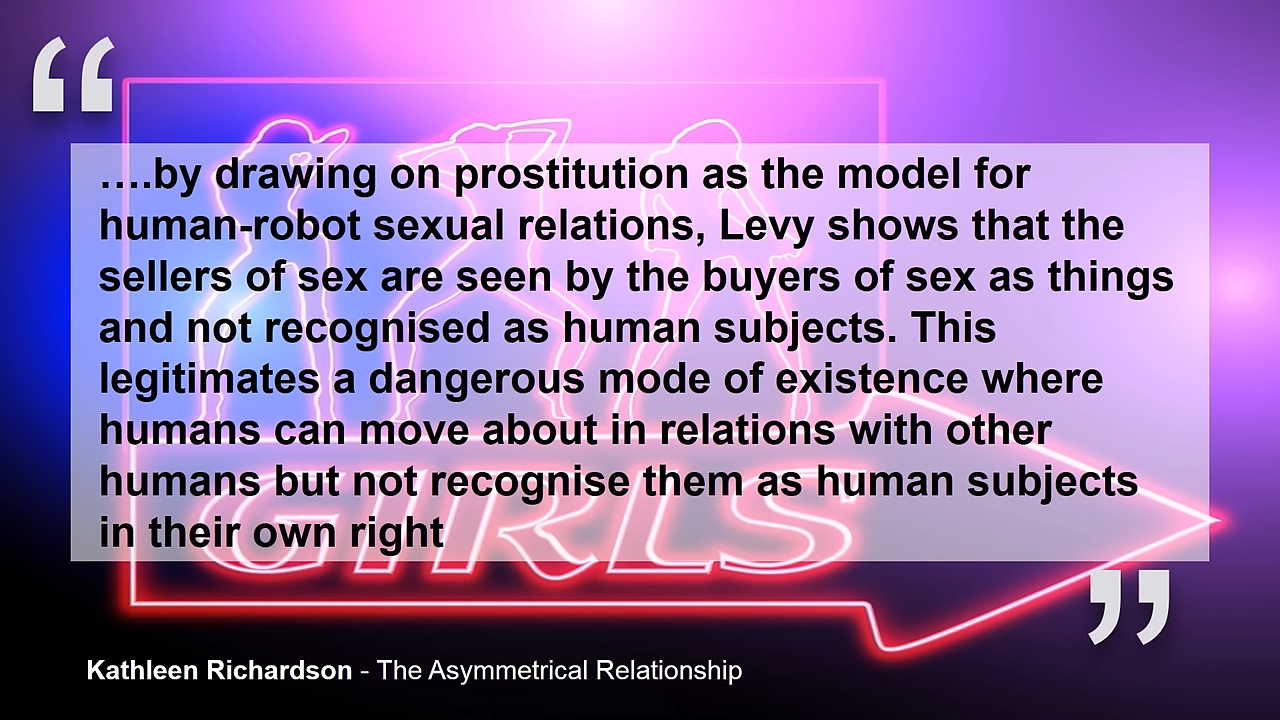 “
….by drawing on prostitution as the model for
human-robot sexual relations, Levy shows that the
sellers of sex are seen by the buyers of sex as things
and not recognised as human subjects. This
legitimates a dangerous mode of existence where
humans can move about in relations with other
humans but not recognise them as human subjects
in their own right
GIRLS
”
Kathleen Richardson - The Asymmetrical Relationship